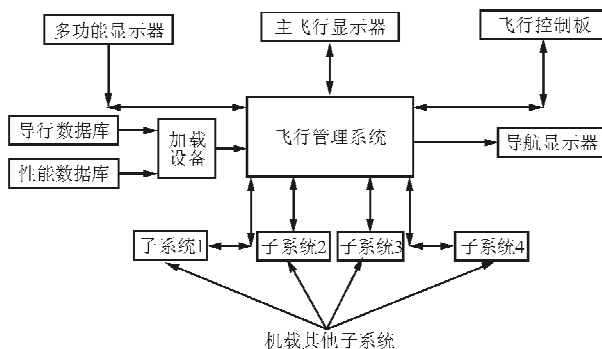 多功能显示器
主飞行显示器
飞行控制板
导行数据库
加载
设备
飞行管理系统
导航显示器
性能数据库
子系统1
子系统2
子系统3
子系统4
机载其他子系统